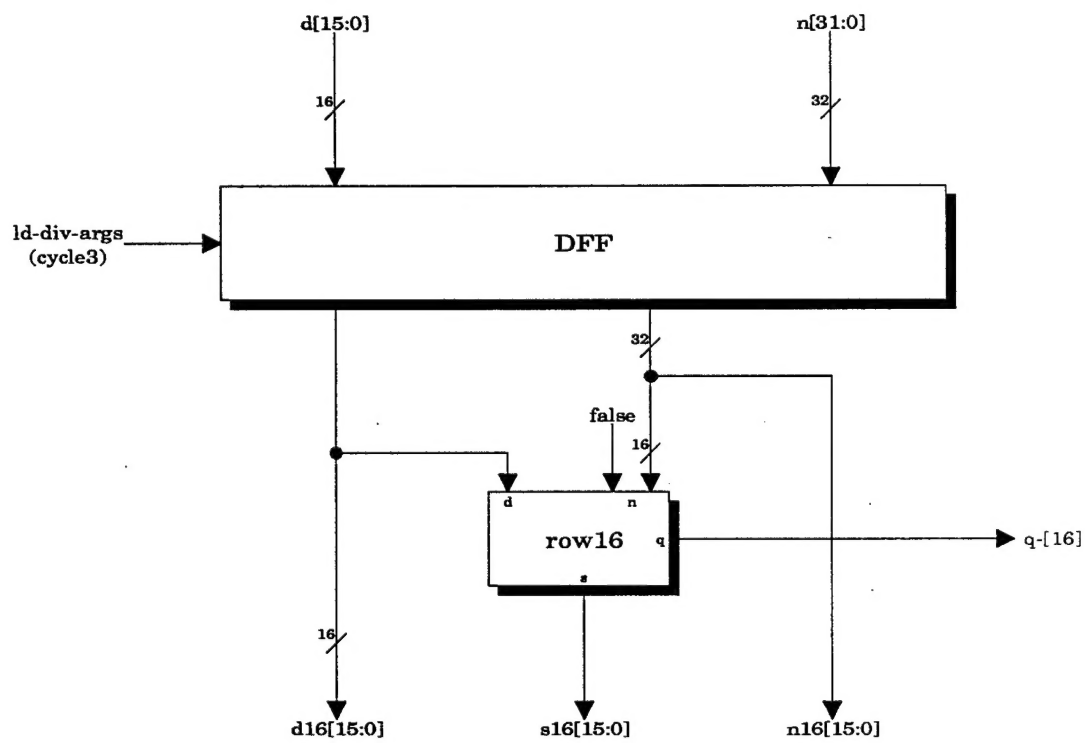 d[15:0] n[31:0]
16 32
ld-div-args
(cycle3)
DFF
32
false
16
d n
row16 q
q-[16]
s
16
d16[15:0] s16[15:0] n16[15:0]